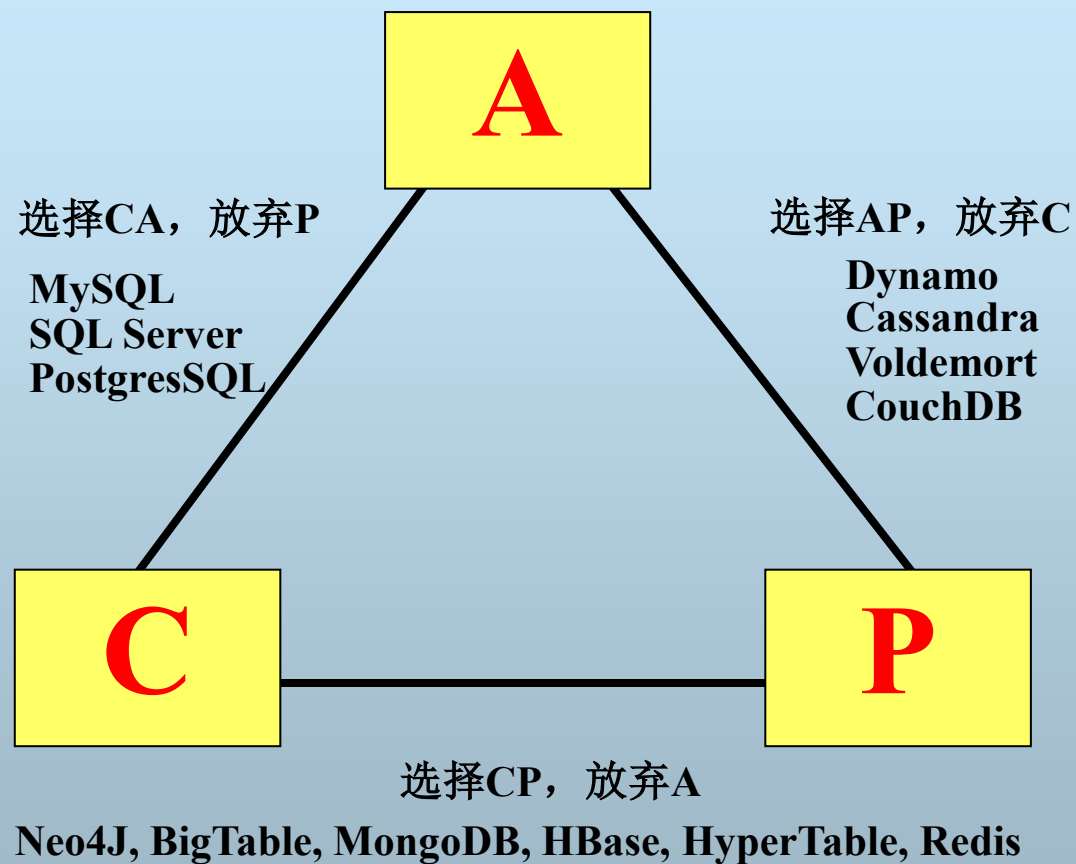 A
选择CA，放弃P
MySQL
SQL Server
PostgresSQL
选择AP，放弃C
Dynamo
Cassandra
Voldemort
CouchDB
C
P
选择CP，放弃A
Neo4J, BigTable, MongoDB, HBase, HyperTable, Redis